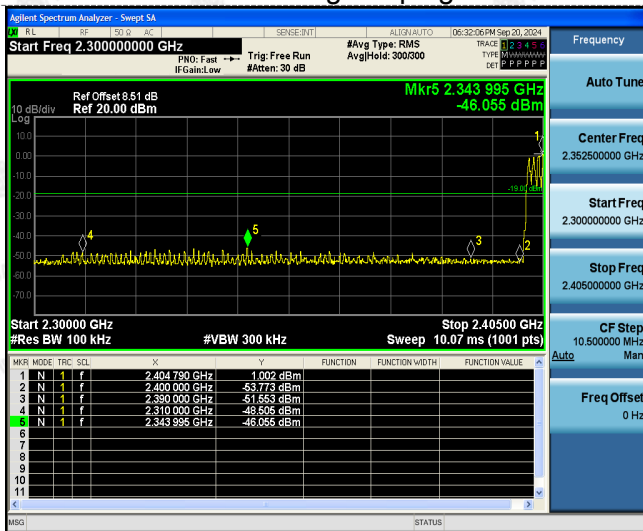 Agilent Spectrum Analyzer - Swept SA
RL RF 50 Ω AC SENSE:INT ALIGN AUTO 06:32:06 PM Sep 20, 2024
Start Freq 2.300000000 GHz
PNO: Fast
IFGain:Low
Trig: Free Run
#Atten: 30 dB
#Avg Type: RMS
Avg|Hold: 300/300
TRACE 1 2 3 4 5 6
TYPE M W W W W W
DET P P P P P P
Ref Offset 8.51 dB
Ref 20.00 dBm
10 dB/div
Log
Mkr5 2.343 995 GHz
-46.055 dBm
10.0
0.00
-10.0
-20.0
-30.0
-40.0
-50.0
-60.0
-70.0
1
-19.00 dBm
4
5
3
2
Start 2.30000 GHz
Stop 2.40500 GHz
#Res BW 100 kHz
#VBW 300 kHz
Sweep 10.07 ms (1001 pts)
MKR MODE TRC SCL X Y FUNCTION FUNCTION WIDTH FUNCTION VALUE
1 N 1 f 2.404 790 GHz 1.002 dBm
2 N 1 f 2.400 000 GHz -53.773 dBm
3 N 1 f 2.390 000 GHz -51.553 dBm
4 N 1 f 2.310 000 GHz -48.505 dBm
5 N 1 f 2.343 995 GHz -46.055 dBm
6
7
8
9
10
11
MSG
STATUS
Frequency
Auto Tune
Center Freq
2.352500000 GHz
Start Freq
2.300000000 GHz
Stop Freq
2.405000000 GHz
CF Step
10.500000 MHz
Auto Man
Freq Offset
0 Hz